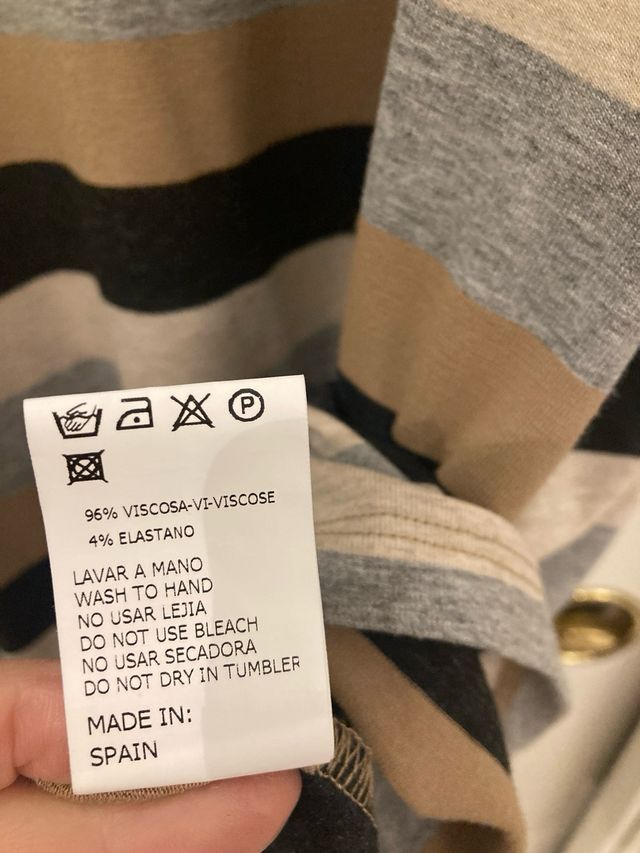 P
96% VISCOSA-VI-VISCOSE
4% ELASTANO
LAVAR A MANO
WASH TO HAND
NO USAR LEJIA
DO NOT USE BLEACH
NO USAR SECADORA
DO NOT DRY IN TUMBLER
MADE IN:
SPAIN